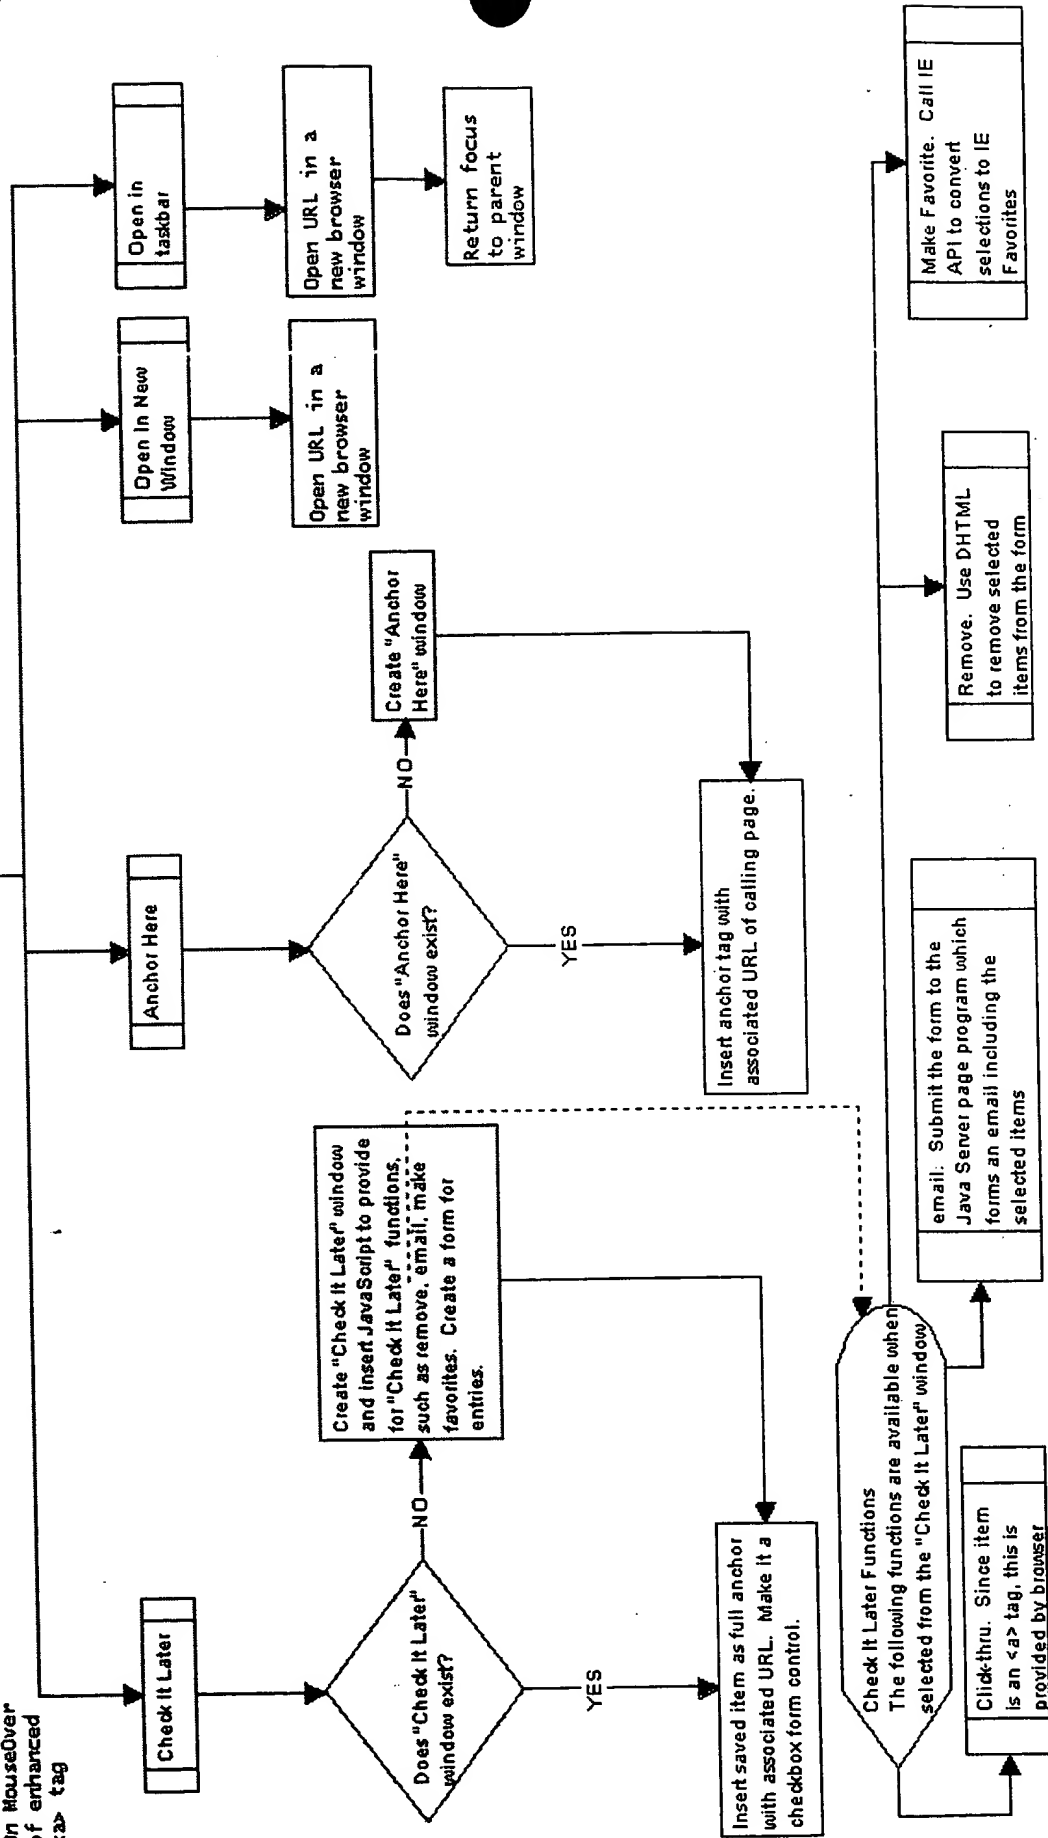 On MouseOver
of enhanced
<a> tag
Check It Later
Anchor Here
Open In New
Window
Open in
taskbar
Does "Check It Later"
window exist?
NO
YES
Create "Check It Later" window
and insert JavaScript to provide
for "Check It Later" functions,
such as remove, email, make
favorites. Create a form for
entries.
Insert saved item as full anchor
with associated URL. Make it a
checkbox form control.
Does "Anchor Here"
window exist?
NO
YES
Create "Anchor
Here" window
Insert anchor tag with
associated URL of calling page.
Open URL in a
new browser
window
Open URL in a
new browser
window
Return focus
to parent
window
Check It Later Functions
The following functions are available when
selected from the "Check It Later" window
Click-thru. Since item
is an <a> tag, this is
provided by browser
email: Submit the form to the
Java Server page program which
forms an email including the
selected items
Remove. Use DHTML
to remove selected
items from the form
Make Favorite. Call IE
API to convert
selections to IE
Favorites